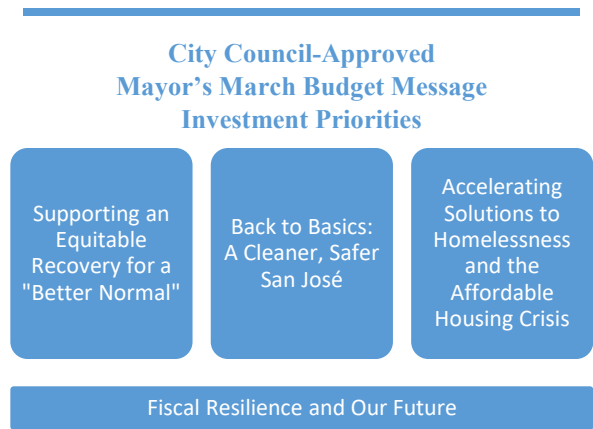 City Council-Approved
Mayor’s March Budget Message
Investment Priorities
Supporting an
Equitable
Recovery for a
"Better Normal"
Back to Basics:
A Cleaner, Safer
San José
Accelerating
Solutions to
Homelessness
and the
Affordable
Housing Crisis
Fiscal Resilience and Our Future